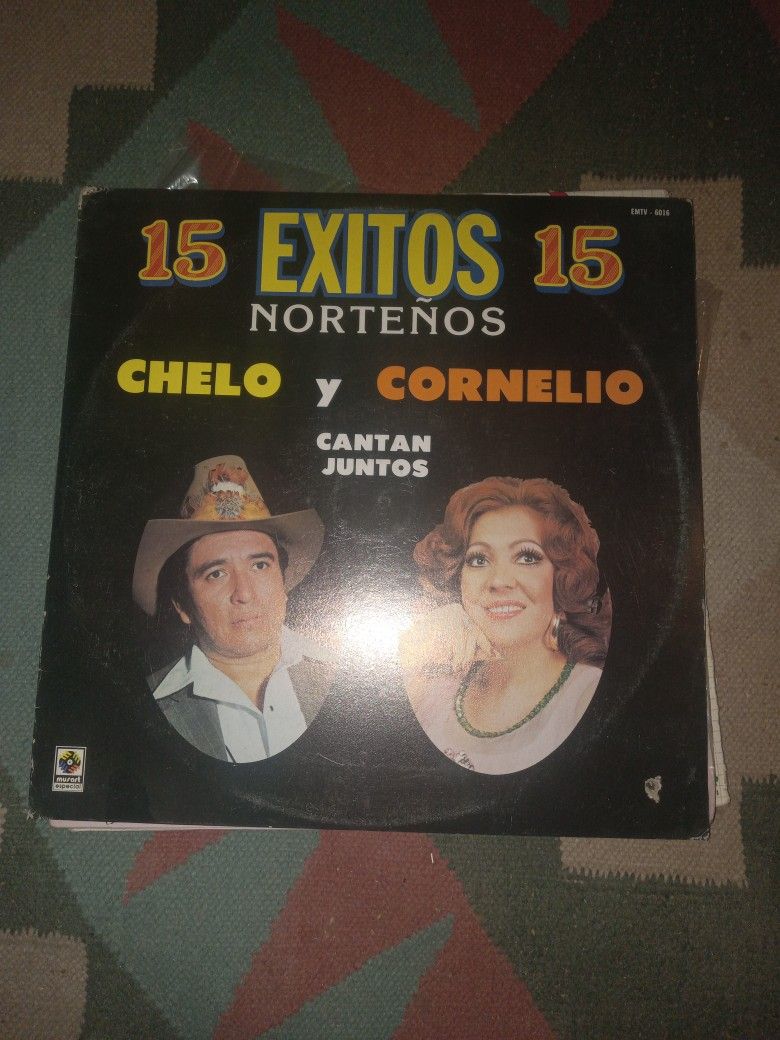 EMTV - 6016
15 EXITOS 15
NORTEÑOS
CHELO y CORNELIO
CANTAN
JUNTOS
musart
especial